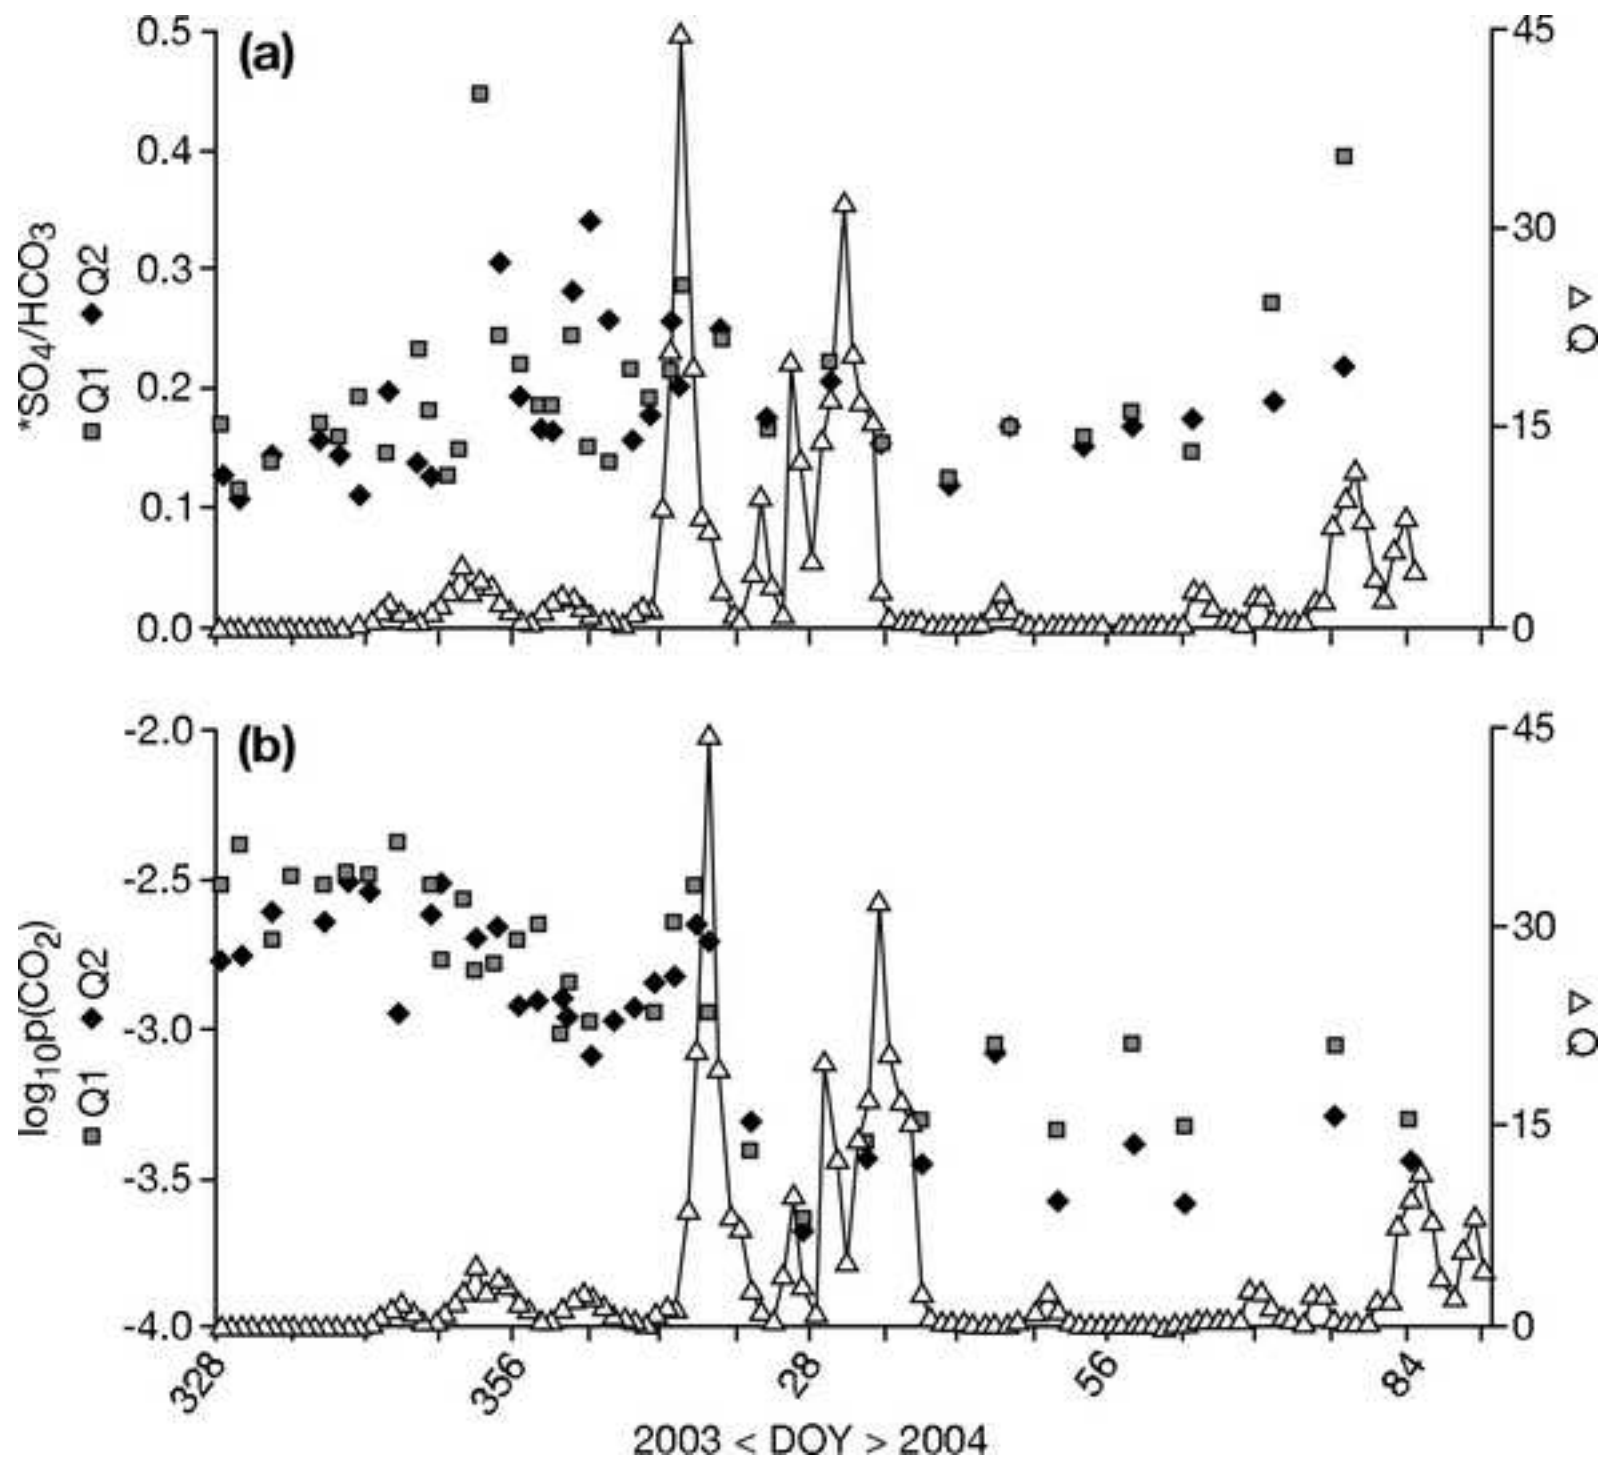 (a)
0.5
0.4
0.3
0.2
0.1
0.0
*SO4/HCO3
■ Q1 ◆ Q2
45
30
15
0
△ Q
(b)
-2.0
-2.5
-3.0
-3.5
-4.0
log10p(CO2)
■ Q1 ◆ Q2
45
30
15
0
△ Q
328 356 28 56 84
2003 < DOY > 2004